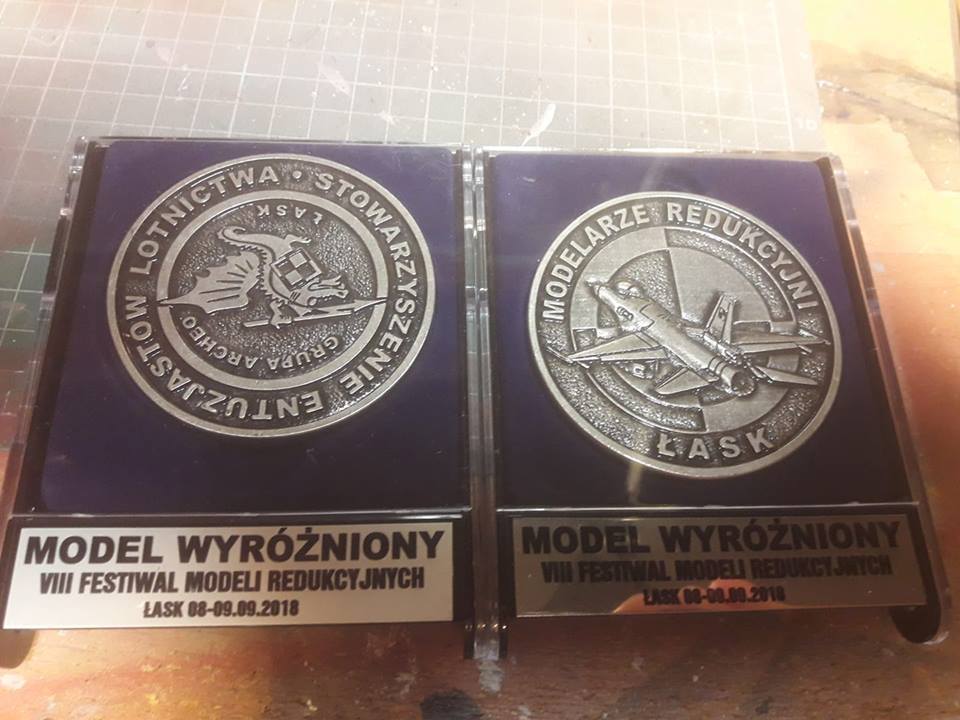 STOWARZYSZENIE ENTUZJASTÓW LOTNICTWA •
ŁASK
GRUPA ARCHEO
MODEL WYRÓŻNIONY
VIII FESTIWAL MODELI REDUKCYJNYCH
ŁASK 08-09.09.2018
MODELARZE REDUKCYJNI
ŁASK
MODEL WYRÓŻNIONY
VIII FESTIWAL MODELI REDUKCYJNYCH
ŁASK 08-09.09.2018